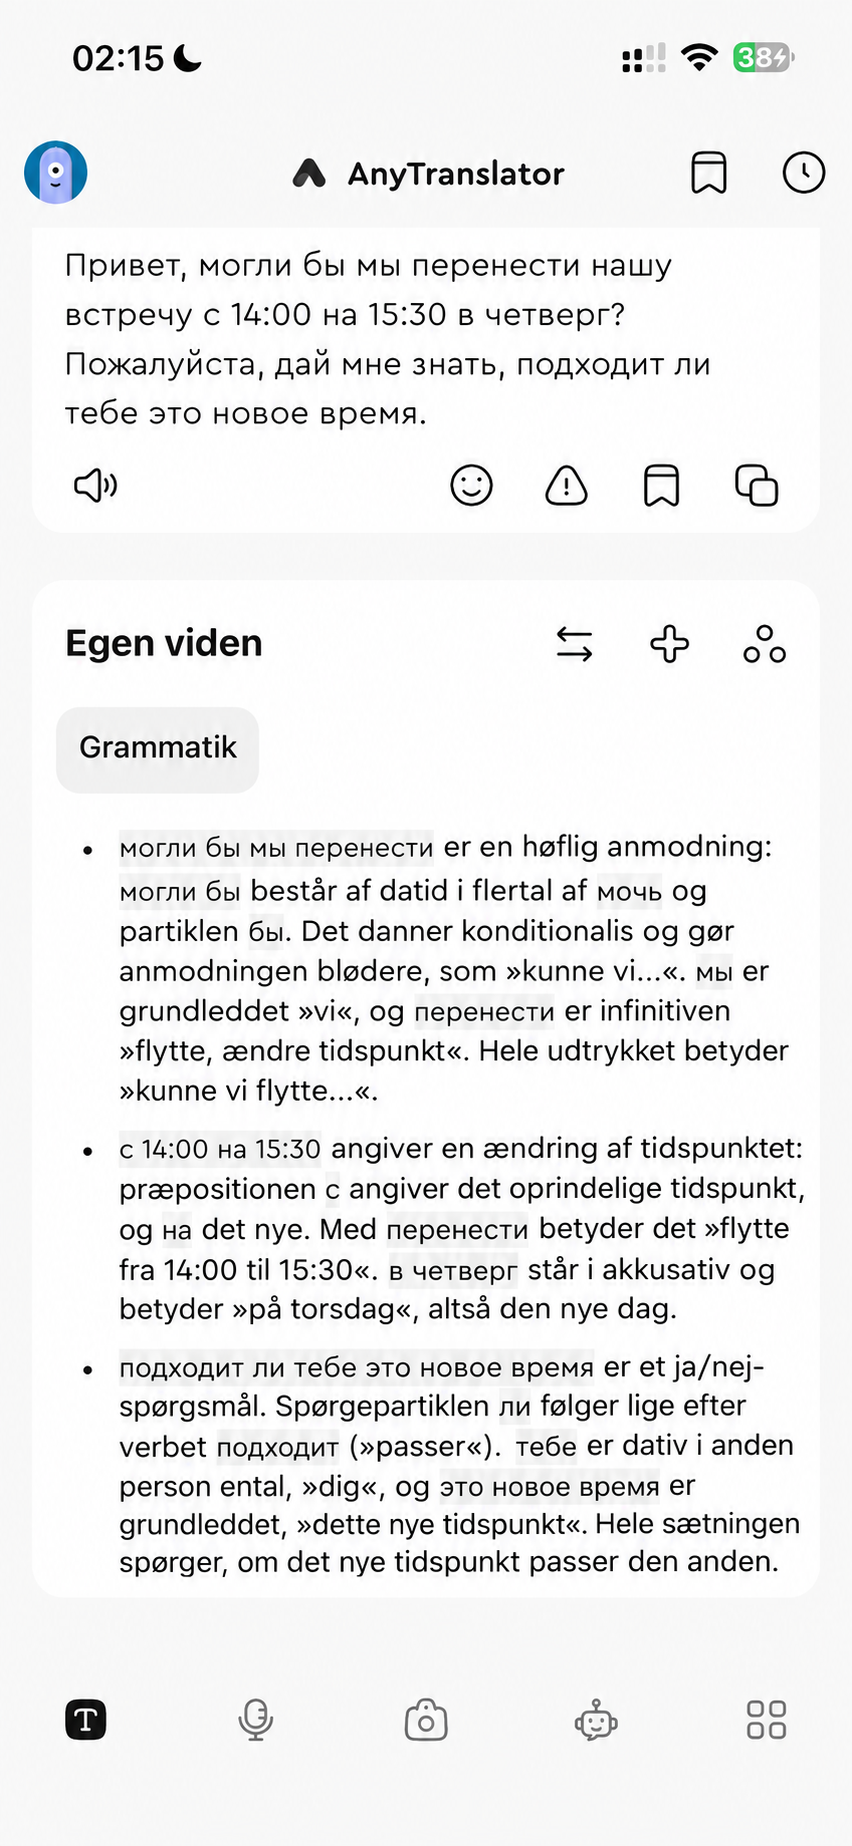 02:15
38
AnyTranslator
Привет, могли бы мы перенести нашу
встречу с 14:00 на 15:30 в четверг?
Пожалуйста, дай мне знать, подходит ли
тебе это новое время.
Egen viden
Grammatik
• могли бы мы перенести er en høflig anmodning:
могли бы består af datid i flertal af мочь og
partiklen бы. Det danner konditionalis og gør
anmodningen blødere, som »kunne vi...«. мы er
grundleddet »vi«, og перенести er infinitiven
»flytte, ændre tidspunkt«. Hele udtrykket betyder
»kunne vi flytte...«.
• с 14:00 на 15:30 angiver en ændring af tidspunktet:
præpositionen с angiver det oprindelige tidspunkt,
og на det nye. Med перенести betyder det »flytte
fra 14:00 til 15:30«. в четверг står i akkusativ og
betyder »på torsdag«, altså den nye dag.
• подходит ли тебе это новое время er et ja/nej-
spørgsmål. Spørgepartiklen ли følger lige efter
verbet подходит (»passer«). тебе er dativ i anden
person ental, »dig«, og это новое время er
grundleddet, »dette nye tidspunkt«. Hele sætningen
spørger, om det nye tidspunkt passer den anden.
T